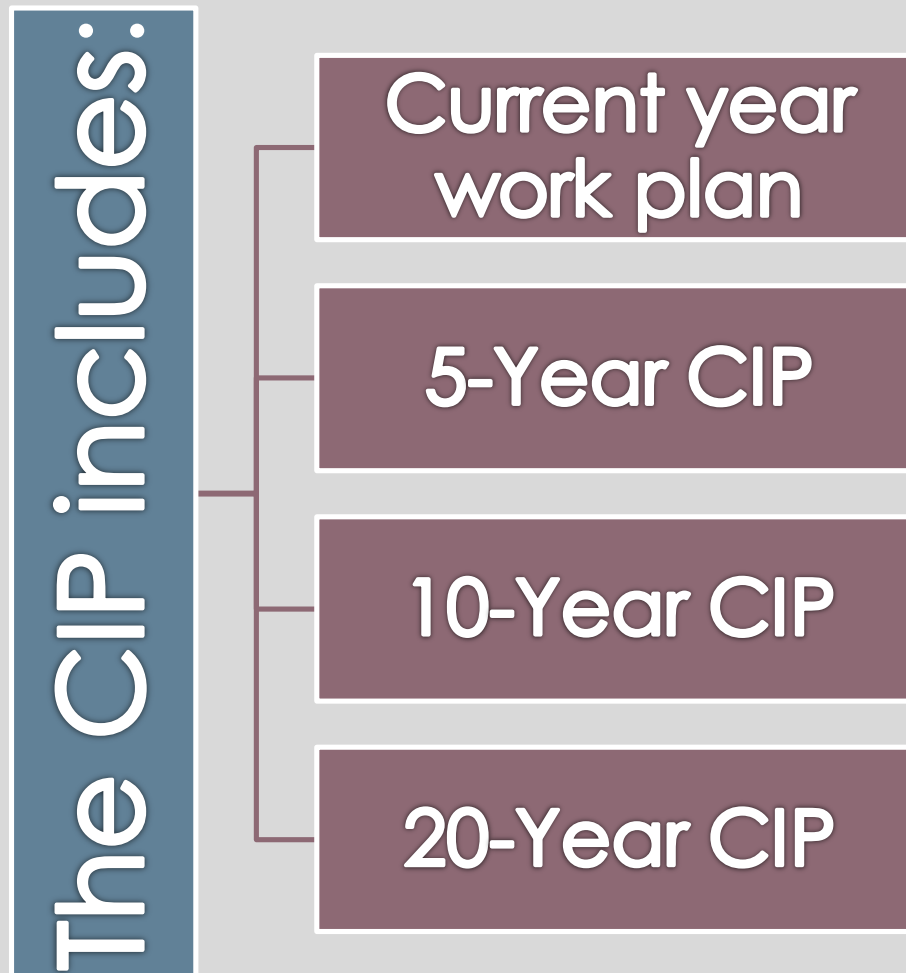 The CIP includes:
Current year
work plan
5-Year CIP
10-Year CIP
20-Year CIP